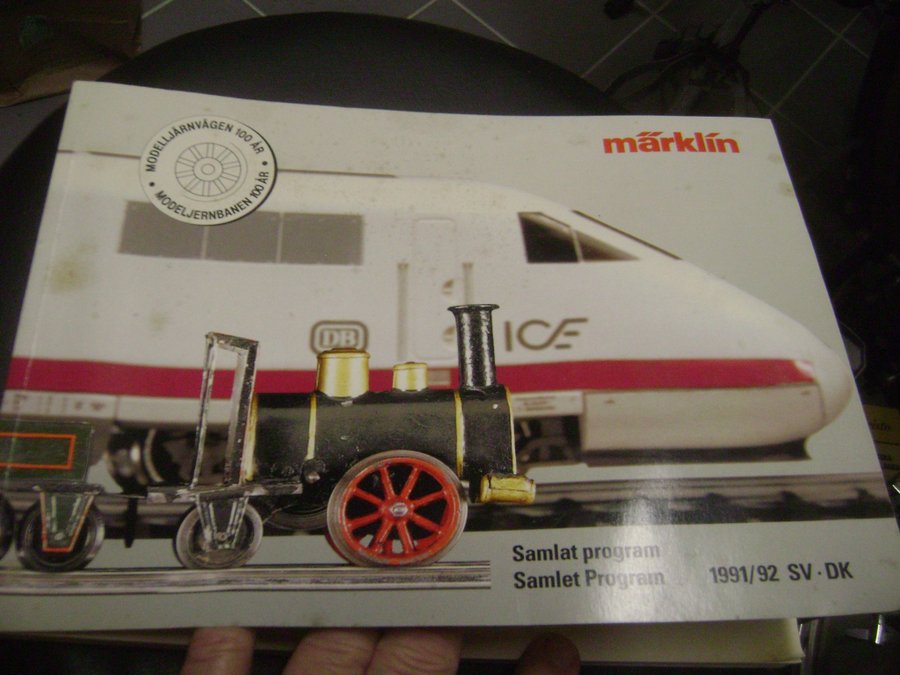 MODELLJÄRNVÄGEN 100 ÅR
• MODELJERNBANEN 100 ÅR •
märklin
DB
ICE
Samlat program
Samlet Program 1991/92 SV·DK